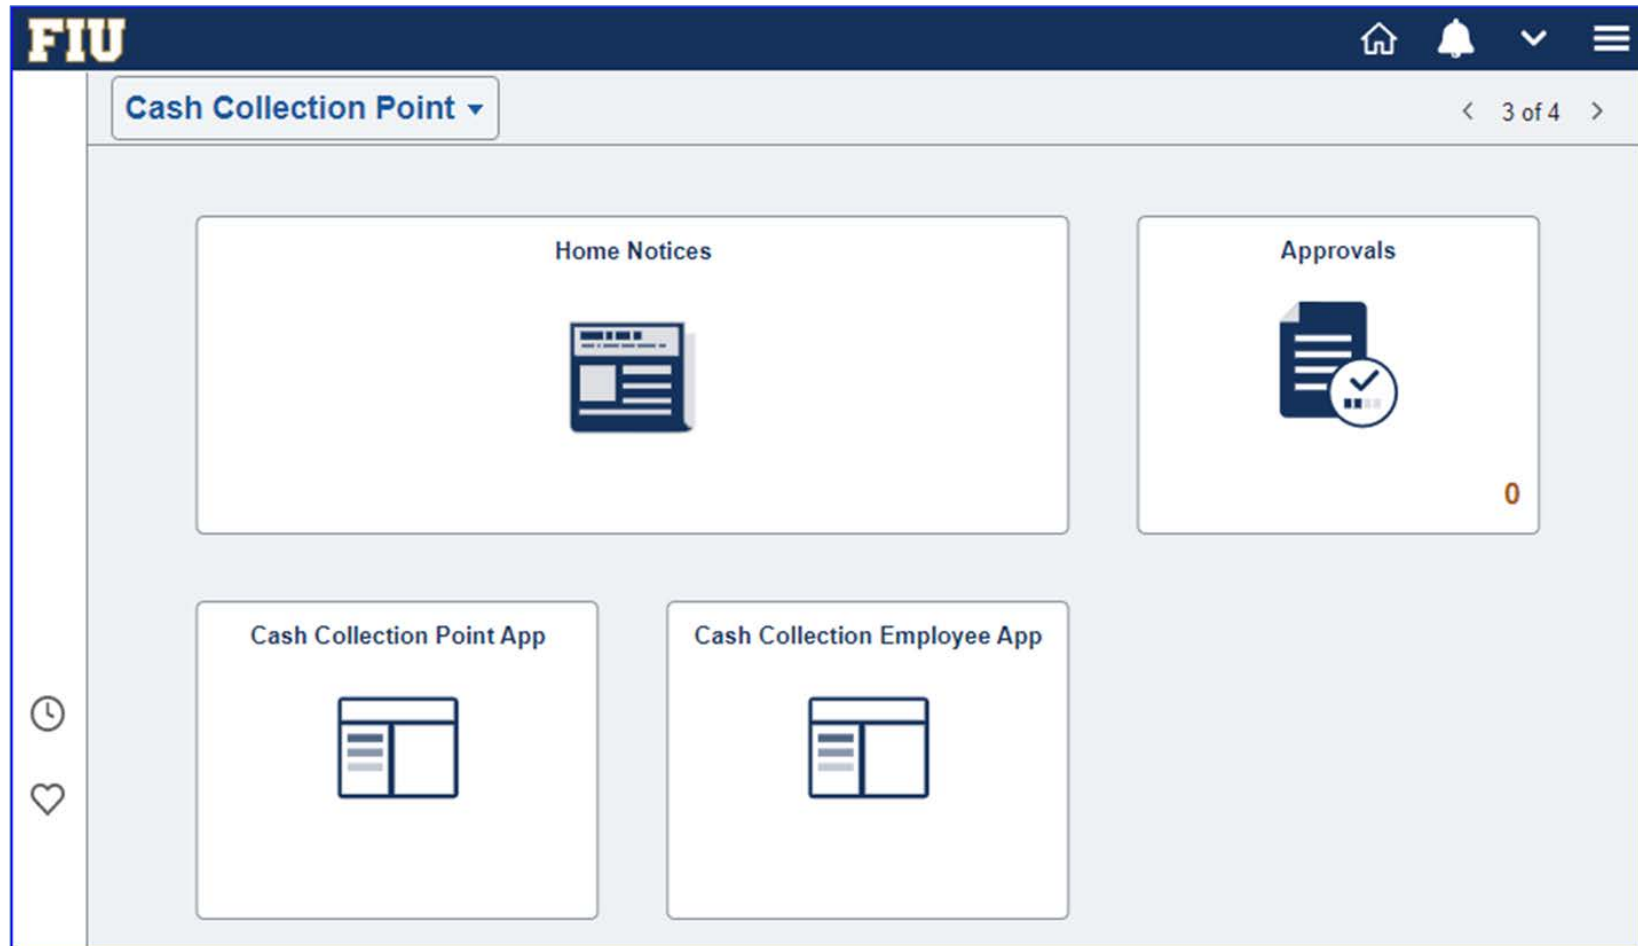 FIU
Cash Collection Point
3 of 4
Home Notices
Approvals
0
Cash Collection Point App
Cash Collection Employee App